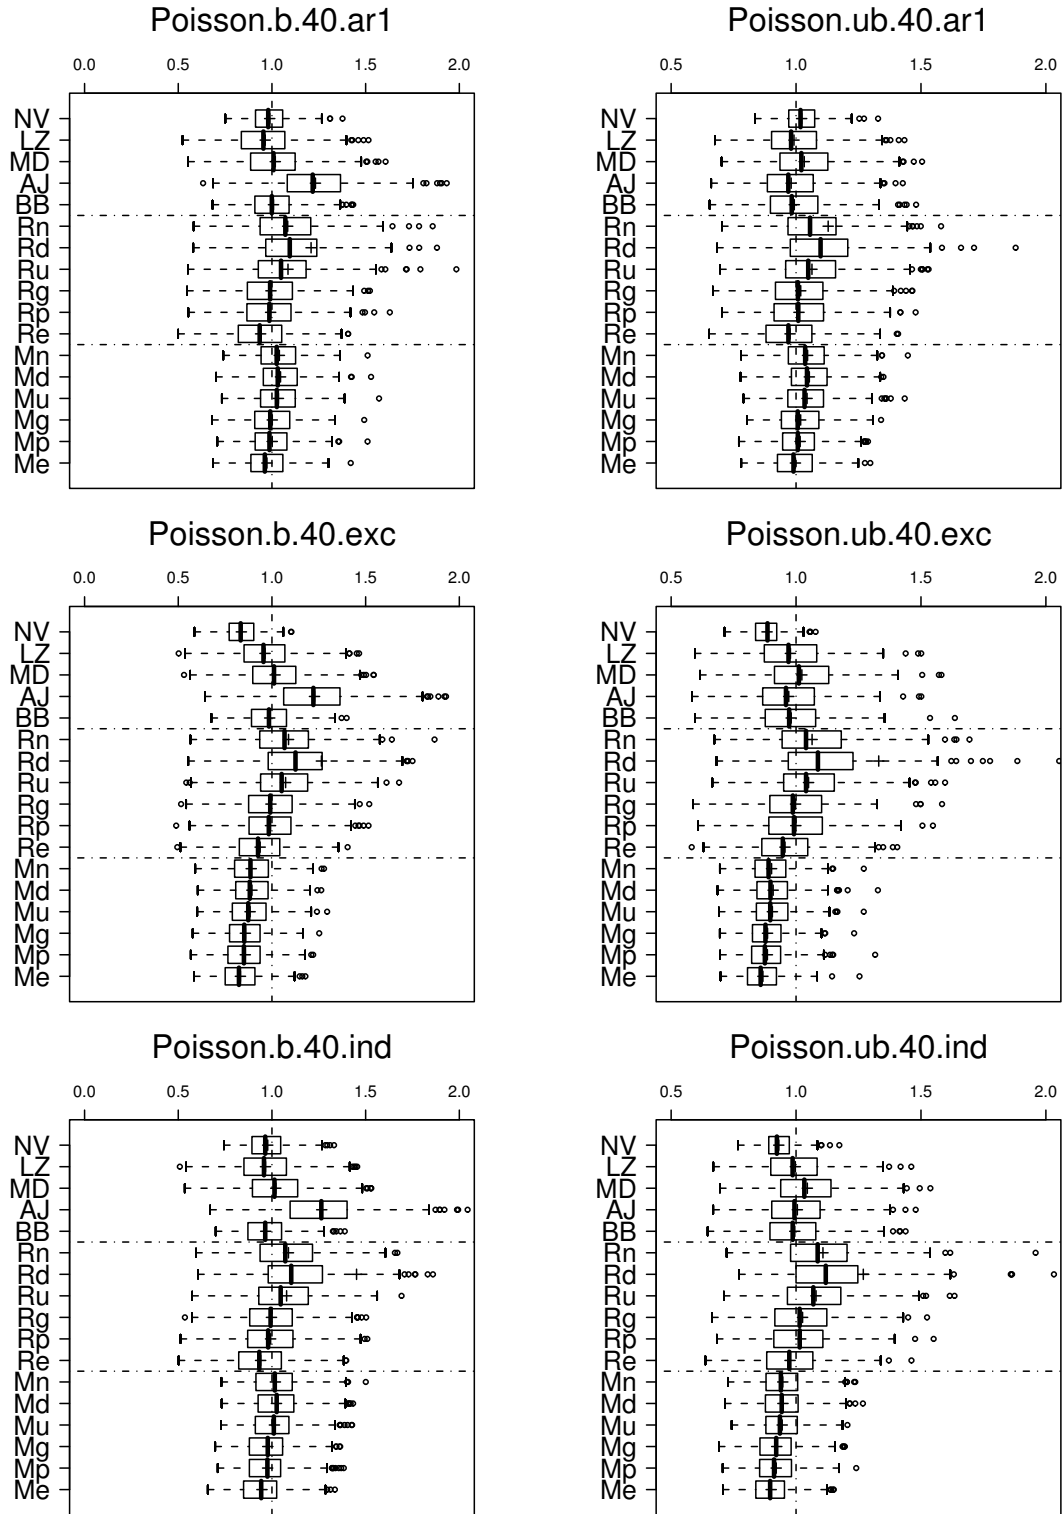 Poisson.b.40.ar1
0.0 0.5 1.0 1.5 2.0
NV
LZ
MD
AJ
BB
Rn
Rd
Ru
Rg
Rp
Re
Mn
Md
Mu
Mg
Mp
Me
Poisson.ub.40.ar1
0.5 1.0 1.5 2.0
NV
LZ
MD
AJ
BB
Rn
Rd
Ru
Rg
Rp
Re
Mn
Md
Mu
Mg
Mp
Me
Poisson.b.40.exc
0.0 0.5 1.0 1.5 2.0
NV
LZ
MD
AJ
BB
Rn
Rd
Ru
Rg
Rp
Re
Mn
Md
Mu
Mg
Mp
Me
Poisson.ub.40.exc
0.5 1.0 1.5 2.0
NV
LZ
MD
AJ
BB
Rn
Rd
Ru
Rg
Rp
Re
Mn
Md
Mu
Mg
Mp
Me
Poisson.b.40.ind
0.0 0.5 1.0 1.5 2.0
NV
LZ
MD
AJ
BB
Rn
Rd
Ru
Rg
Rp
Re
Mn
Md
Mu
Mg
Mp
Me
Poisson.ub.40.ind
0.5 1.0 1.5 2.0
NV
LZ
MD
AJ
BB
Rn
Rd
Ru
Rg
Rp
Re
Mn
Md
Mu
Mg
Mp
Me